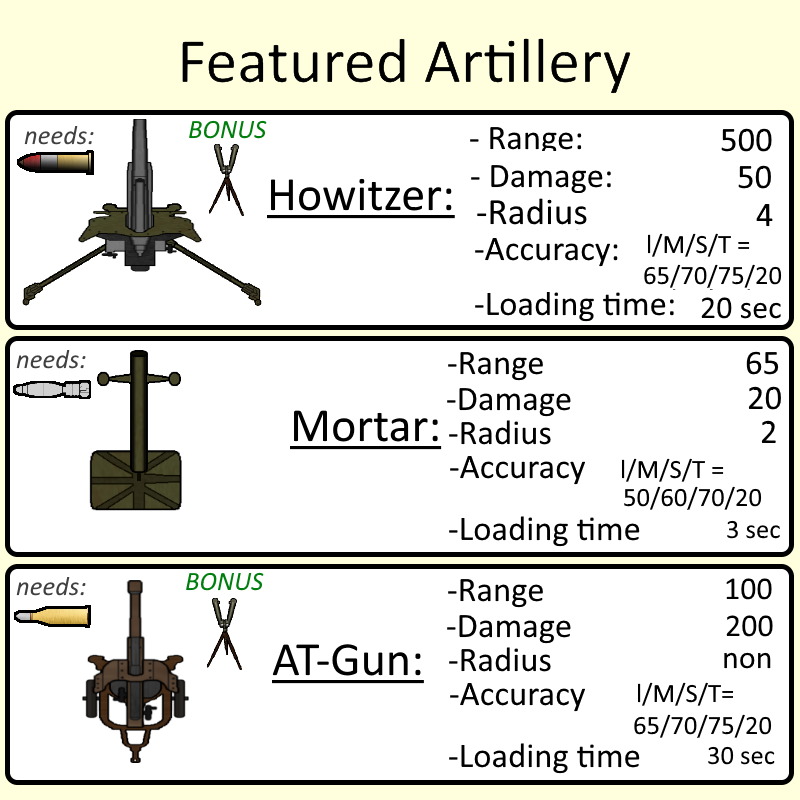 Featured Artillery
needs:
BONUS
Howitzer:
- Range: 500
- Damage: 50
-Radius 4
-Accuracy: I/M/S/T =
65/70/75/20
-Loading time: 20 sec
needs:
Mortar:
-Range 65
-Damage 20
-Radius 2
-Accuracy I/M/S/T =
50/60/70/20
-Loading time 3 sec
needs:
BONUS
AT-Gun:
-Range 100
-Damage 200
-Radius non
-Accuracy I/M/S/T=
65/70/75/20
-Loading time 30 sec